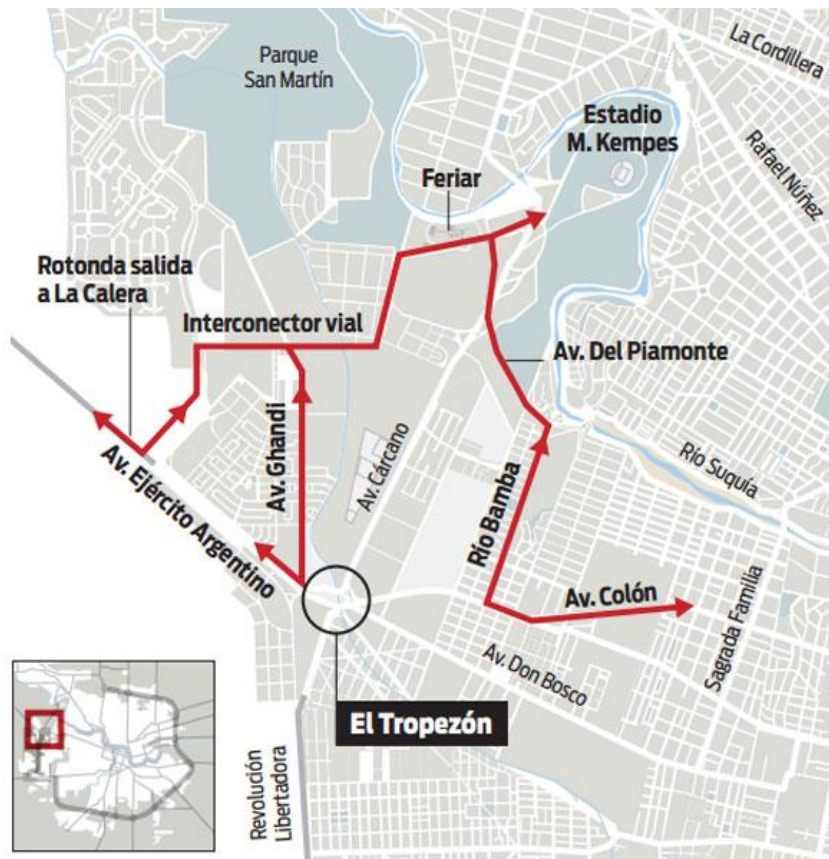 La Cordillera
Parque
San Martín
Estadio
M. Kempes
Rafael Núñez
Feriar
Rotonda salida
a La Calera
Interconector vial
Av. Del Piamonte
Av. Ghandi
Av. Cárcano
Río Suquía
Av. Ejército Argentino
Río Bamba
Av. Colón
Sagrada Familia
Av. Don Bosco
El Tropezón
Revolución
Libertadora